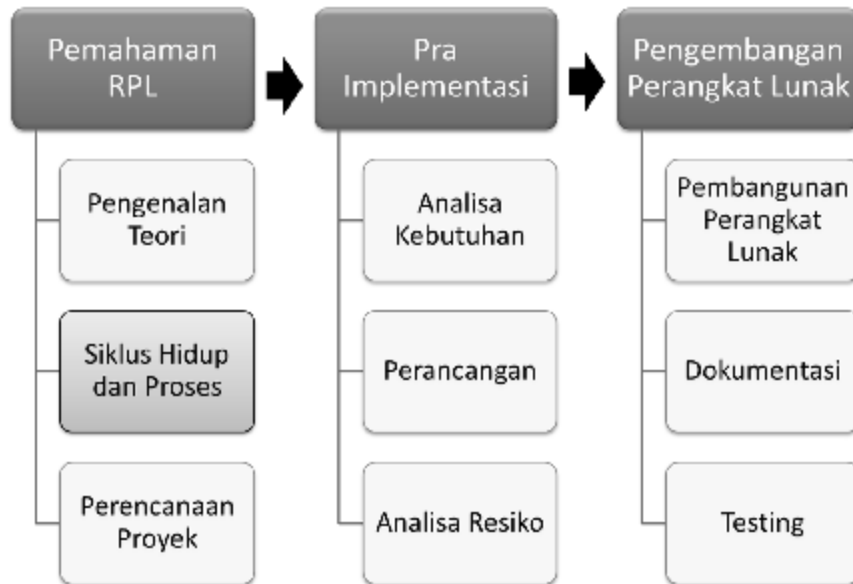 Pemahaman
RPL
Pengenalan
Teori
Siklus Hidup
dan Proses
Perencanaan
Proyek
Pra
Implementasi
Analisa
Kebutuhan
Perancangan
Analisa Resiko
Pengembangan
Perangkat Lunak
Pembangunan
Perangkat
Lunak
Dokumentasi
Testing